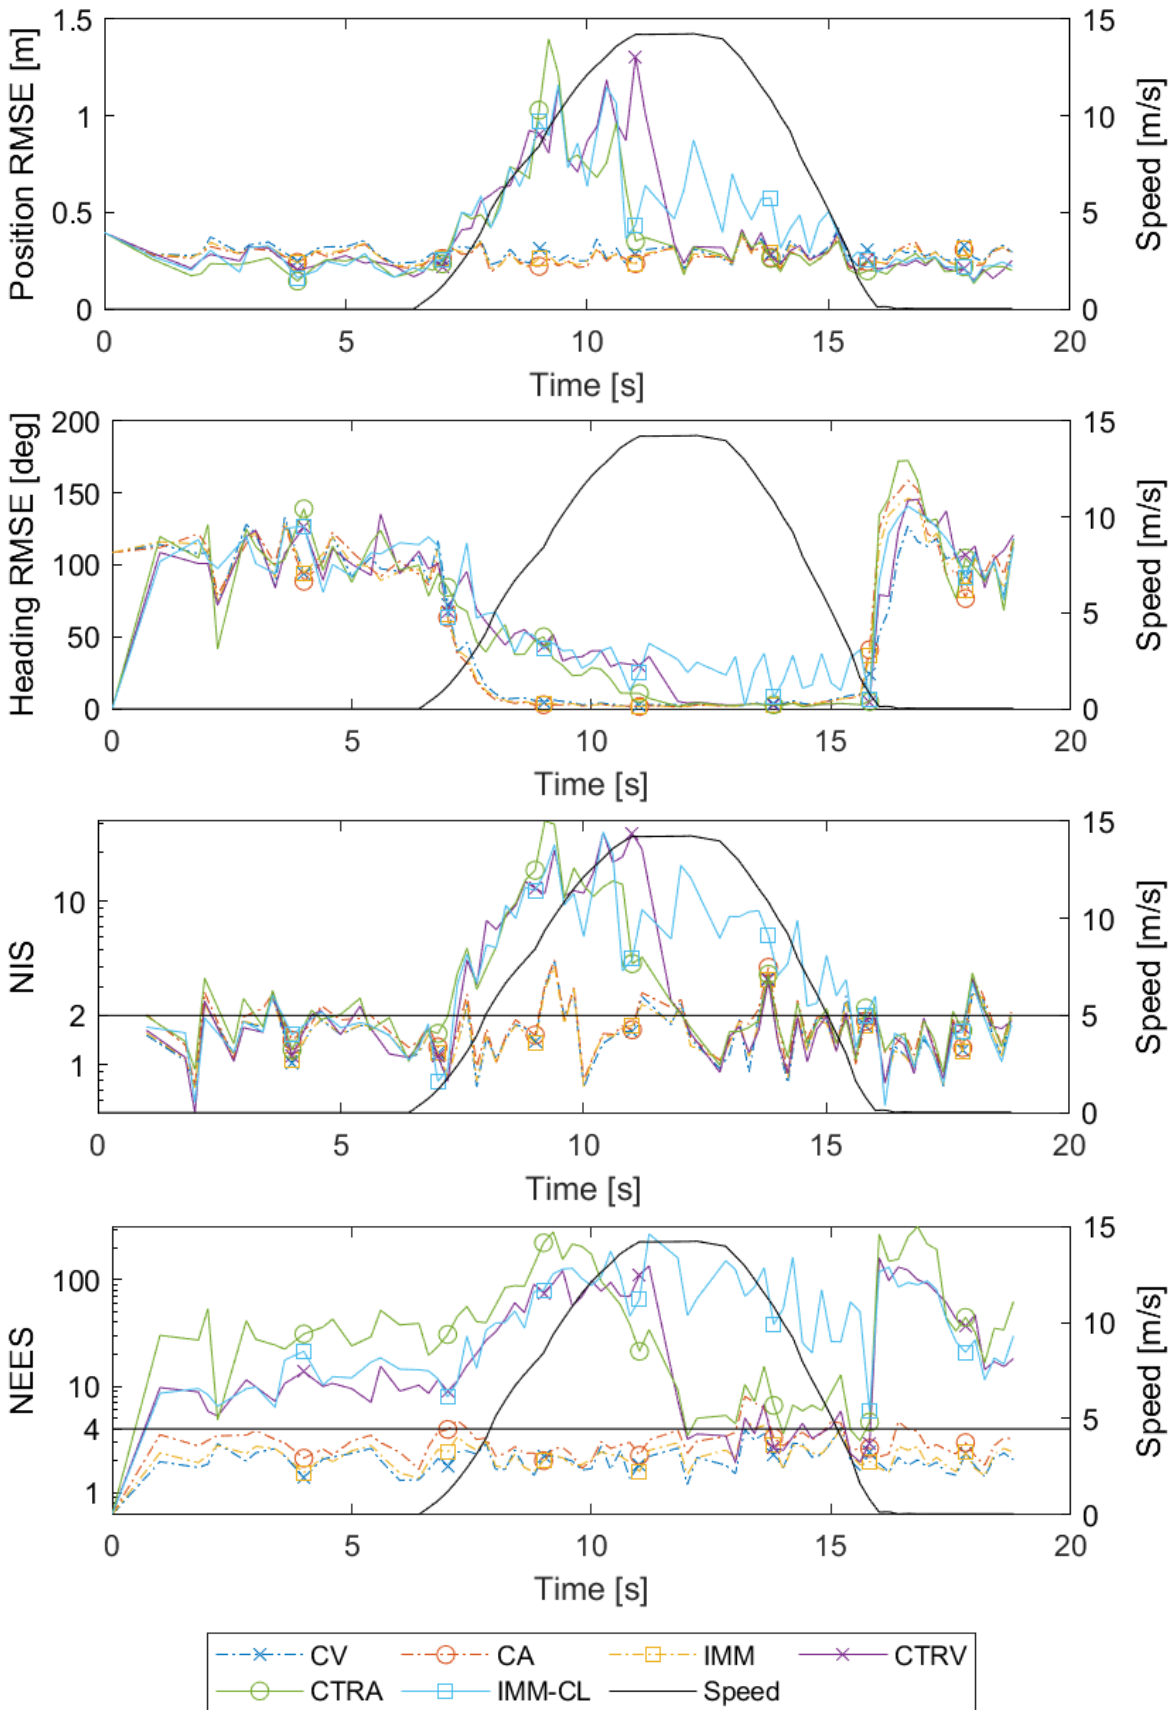 Position RMSE [m]
1.5
1
0.5
0
15
10
5
0
Speed [m/s]
0 5 10 15 20
Time [s]
Heading RMSE [deg]
200
150
100
50
0
15
10
5
0
Speed [m/s]
0 5 10 15 20
Time [s]
NIS
10
2
1
15
10
5
0
Speed [m/s]
0 5 10 15 20
Time [s]
NEES
100
10
4
1
15
10
5
0
Speed [m/s]
0 5 10 15 20
Time [s]
CV CA IMM CTRV
CTRA IMM-CL Speed